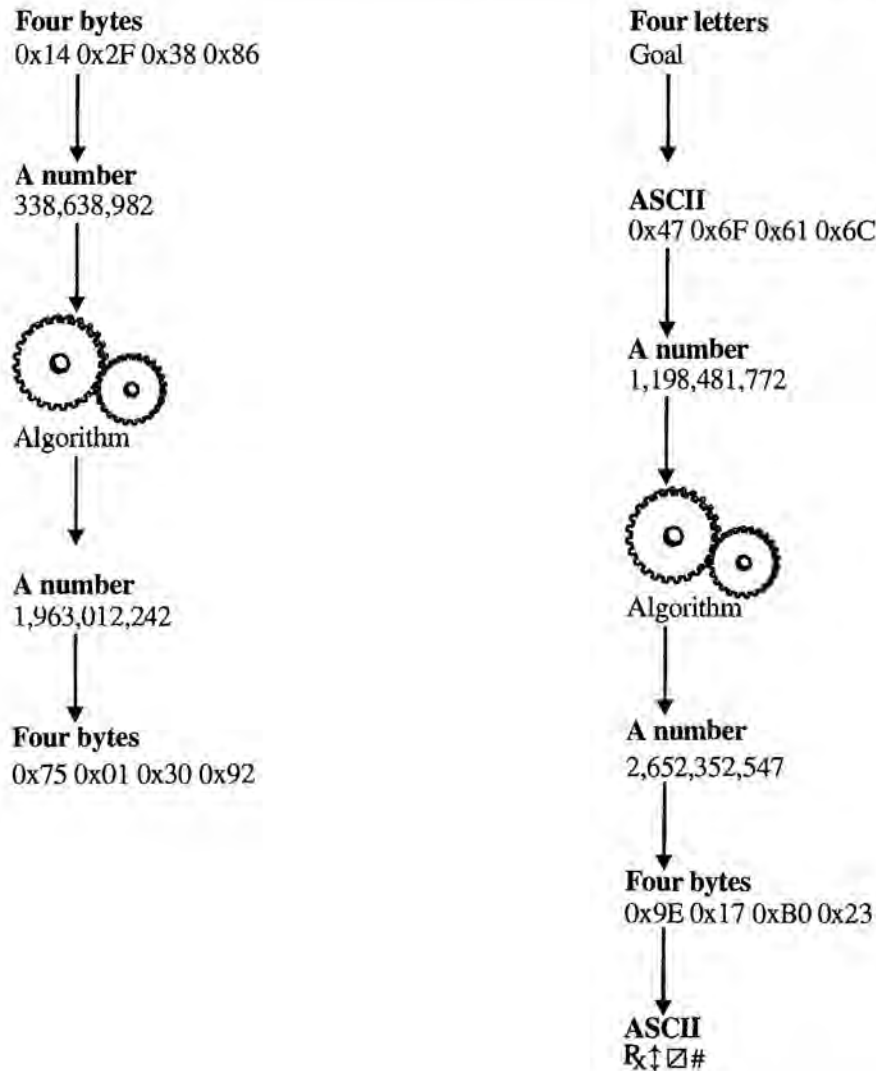 Four bytes
0x14 0x2F 0x38 0x86
A number
338,638,982
Algorithm
A number
1,963,012,242
Four bytes
0x75 0x01 0x30 0x92
Four letters
Goal
ASCII
0x47 0x6F 0x61 0x6C
A number
1,198,481,772
Algorithm
A number
2,652,352,547
Four bytes
0x9E 0x17 0xB0 0x23
ASCII
℞↕⍁#